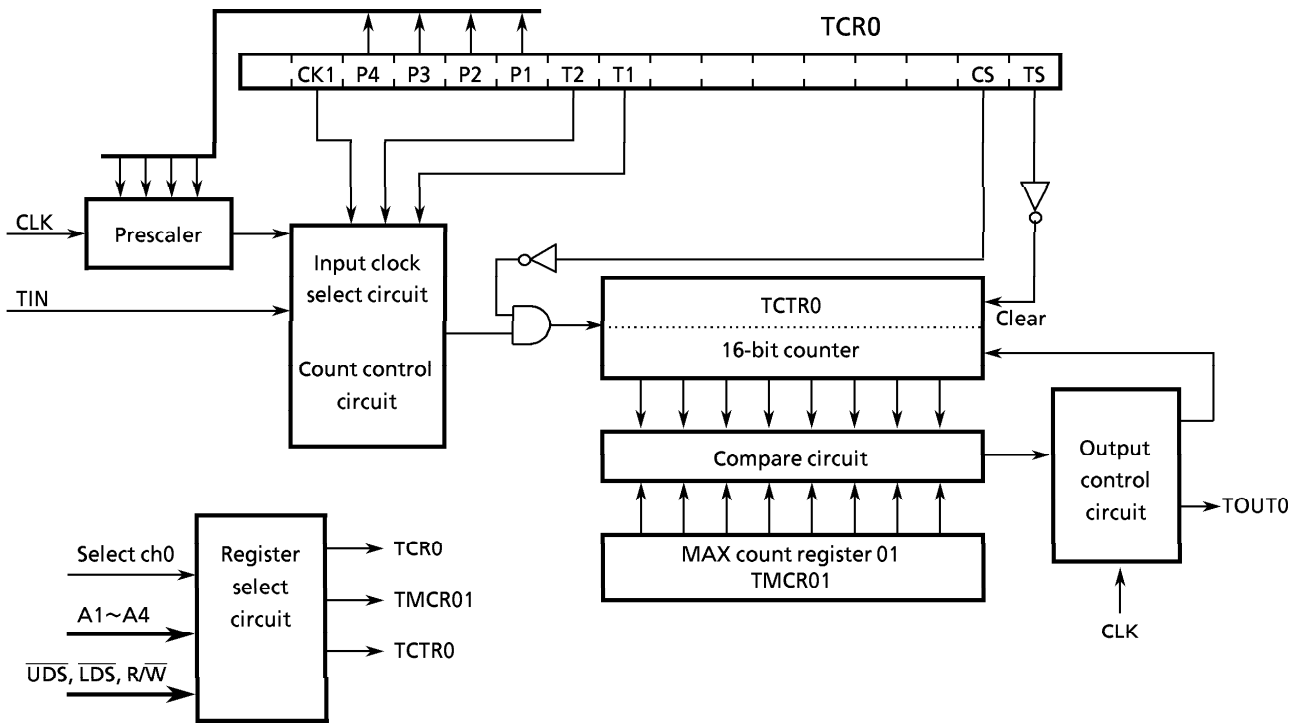 TCR0
CK1 P4 P3 P2 P1 T2 T1 CS TS
CLK
Prescaler
TIN
Input clock
select circuit
Count control
circuit
TCTR0
16-bit counter
Clear
Compare circuit
MAX count register 01
TMCR01
Output
control
circuit
TOUT0
CLK
Select ch0
A1~A4
U̅D̅S̅, L̅D̅S̅, R/W̅
Register
select
circuit
TCR0
TMCR01
TCTR0